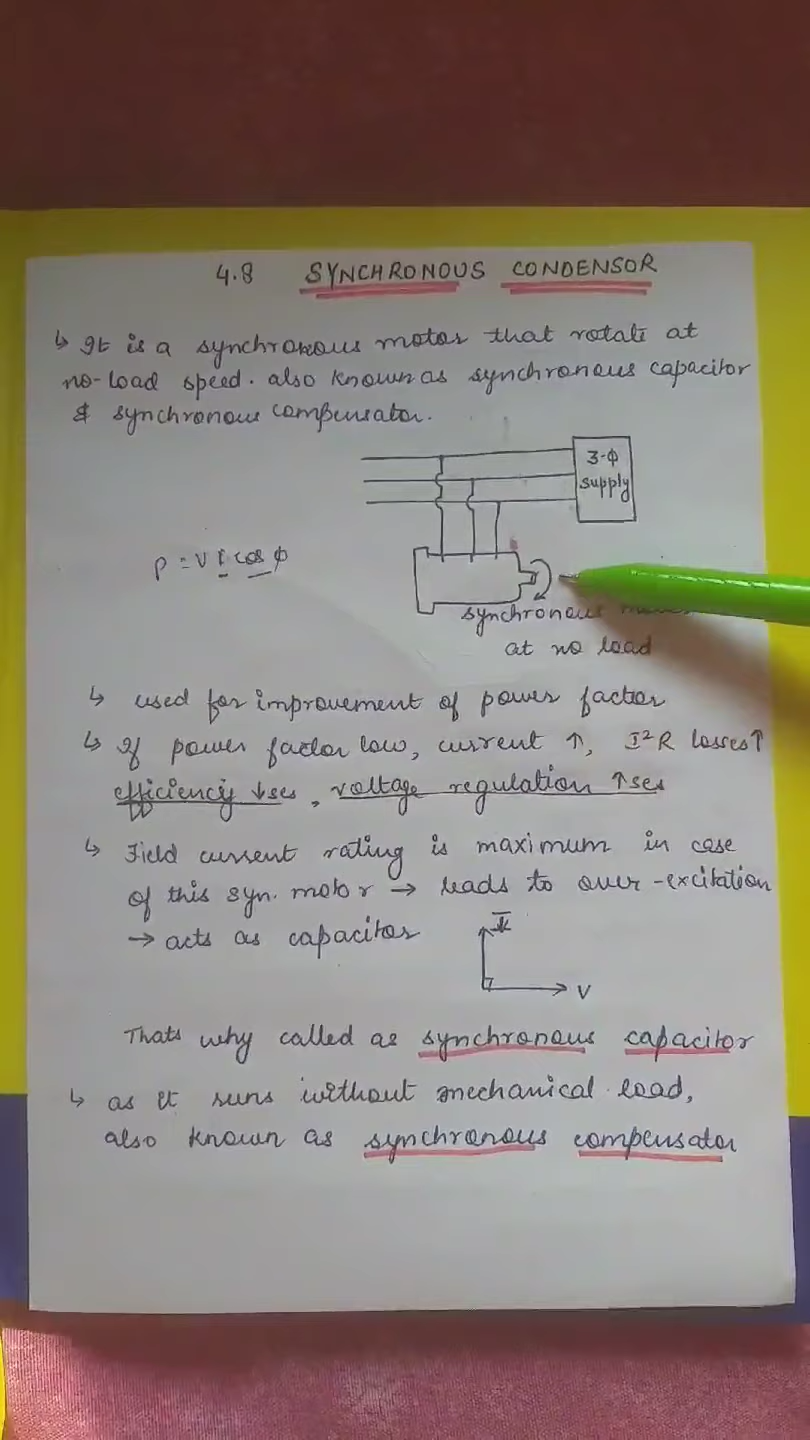 4.8 SYNCHRONOUS CONDENSOR
↳ It is a synchronous motor that rotate at
no-load speed. also known as synchronous capacitor
& synchronous compensator.
3-Φ
supply
P = V I cos ϕ
synchronous
at no load
↳ used for improvement of power factor
↳ If power factor low, current ↑, I²R losses↑
efficiency ↓ses, voltage regulation ↑ses
↳ Field current rating is maximum in case
of this syn. motor → leads to over-excitation
→ acts as capacitor
V
Thats why called as synchronous capacitor
↳ as it runs without mechanical load,
also known as synchronous compensator